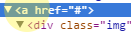 ▼<a href="#">
▼<div class="img"